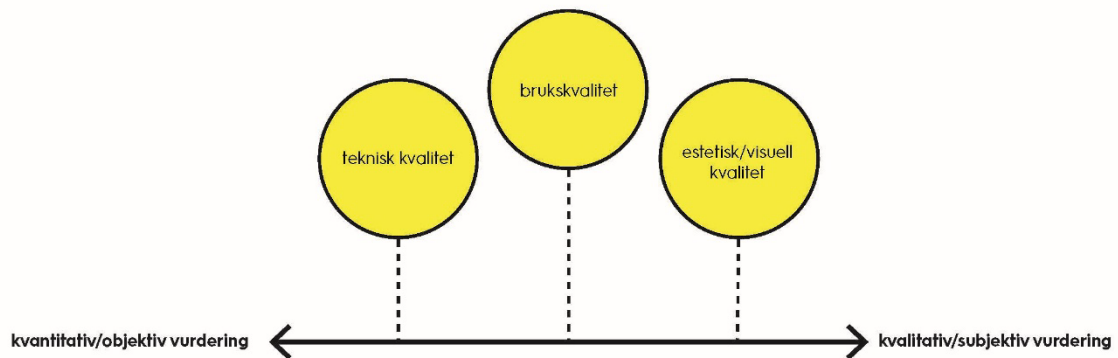 brukskvalitet
teknisk kvalitet
estetisk/visuell
kvalitet
kvantitativ/objektiv vurdering
kvalitativ/subjektiv vurdering